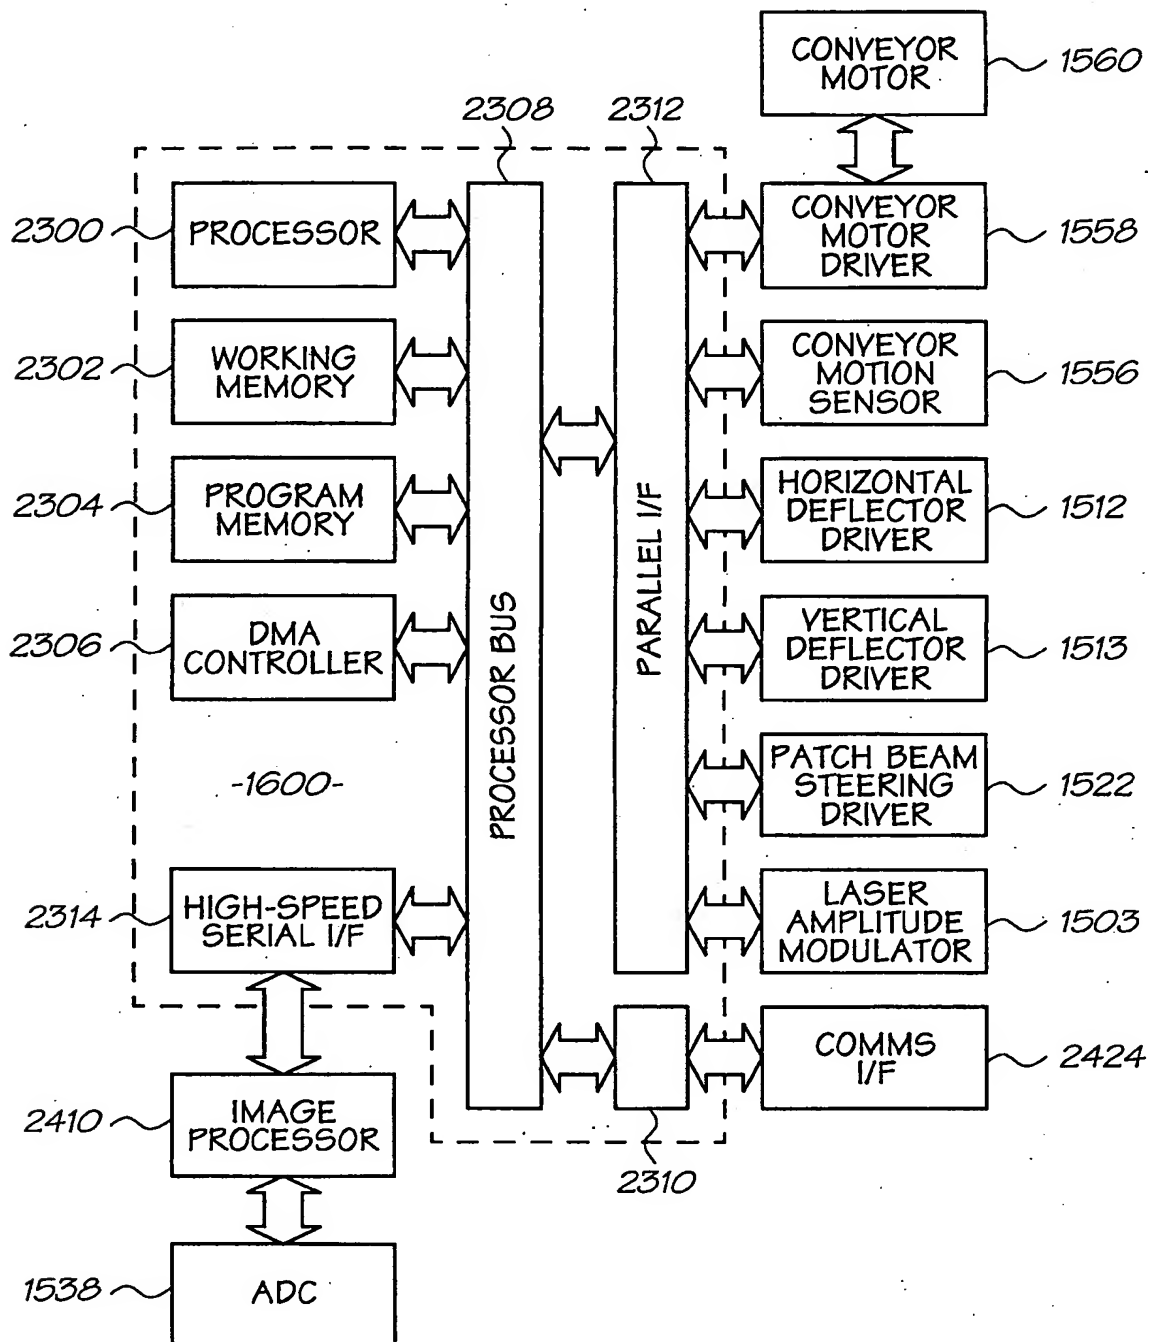 CONVEYOR
MOTOR
1560
2308
2312
2300
PROCESSOR
CONVEYOR
MOTOR
DRIVER
1558
2302
WORKING
MEMORY
CONVEYOR
MOTION
SENSOR
1556
2304
PROGRAM
MEMORY
HORIZONTAL
DEFLECTOR
DRIVER
1512
2306
DMA
CONTROLLER
PROCESSOR BUS
PARALLEL I/F
VERTICAL
DEFLECTOR
DRIVER
1513
-1600-
PATCH BEAM
STEERING
DRIVER
1522
2314
HIGH-SPEED
SERIAL I/F
LASER
AMPLITUDE
MODULATOR
1503
COMMS
I/F
2424
2410
IMAGE
PROCESSOR
2310
1538
ADC